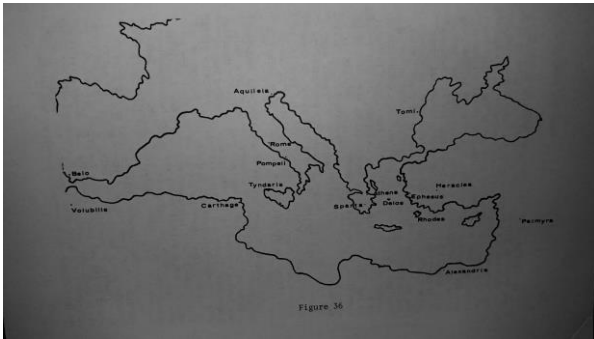 Aquileia
Tomi
Rome
Pompeii
Belo
Tyndaris
Heraclea
Athens
Ephesus
Volubilis
Carthage
Sparta
Delos
Rhodes
Palmyra
Alexandria
Figure 36